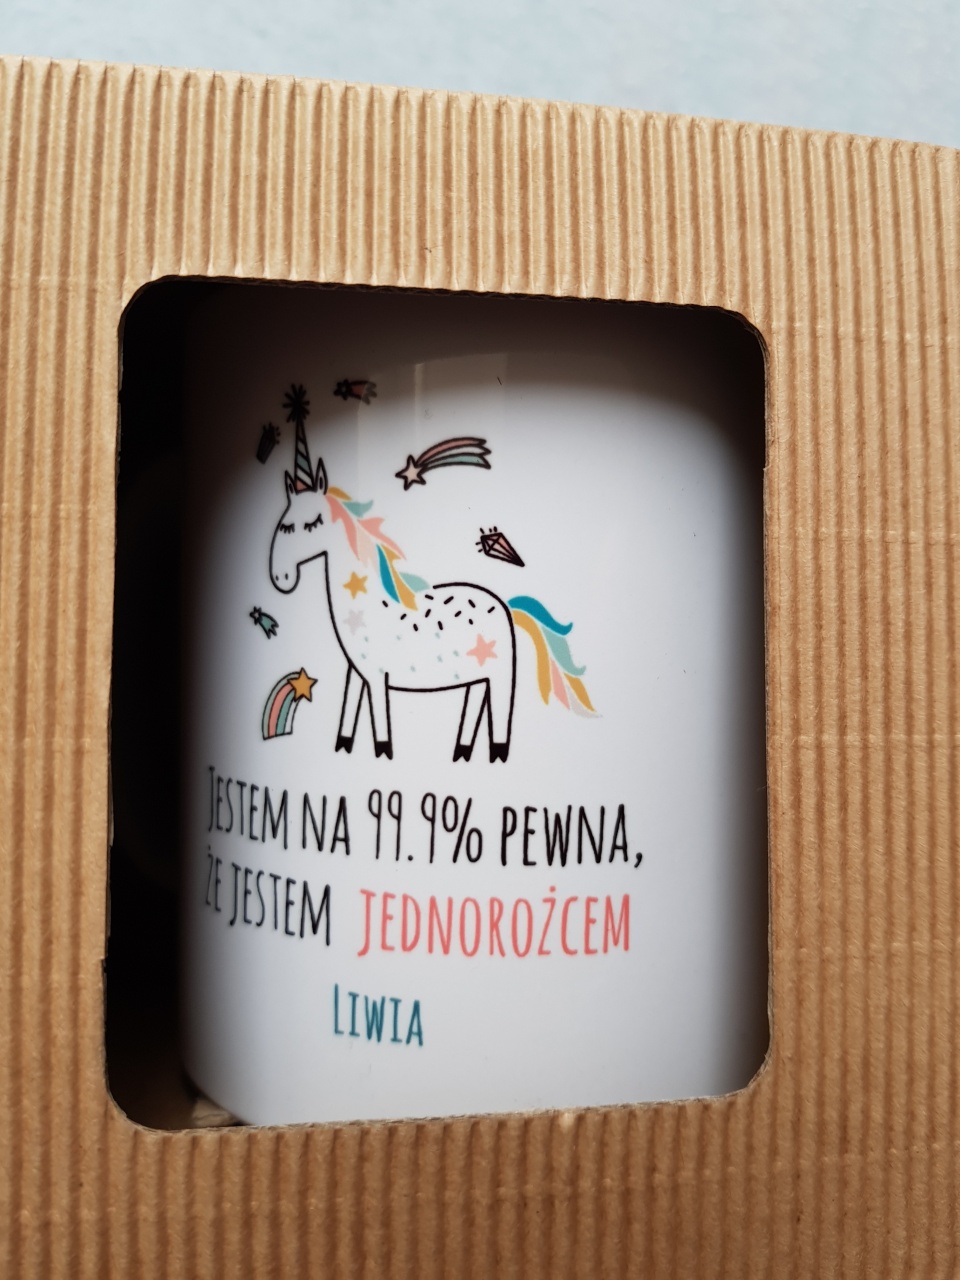 JESTEM NA 99.9% PEWNA,
ŻE JESTEM JEDNOROŻCEM
LIWIA